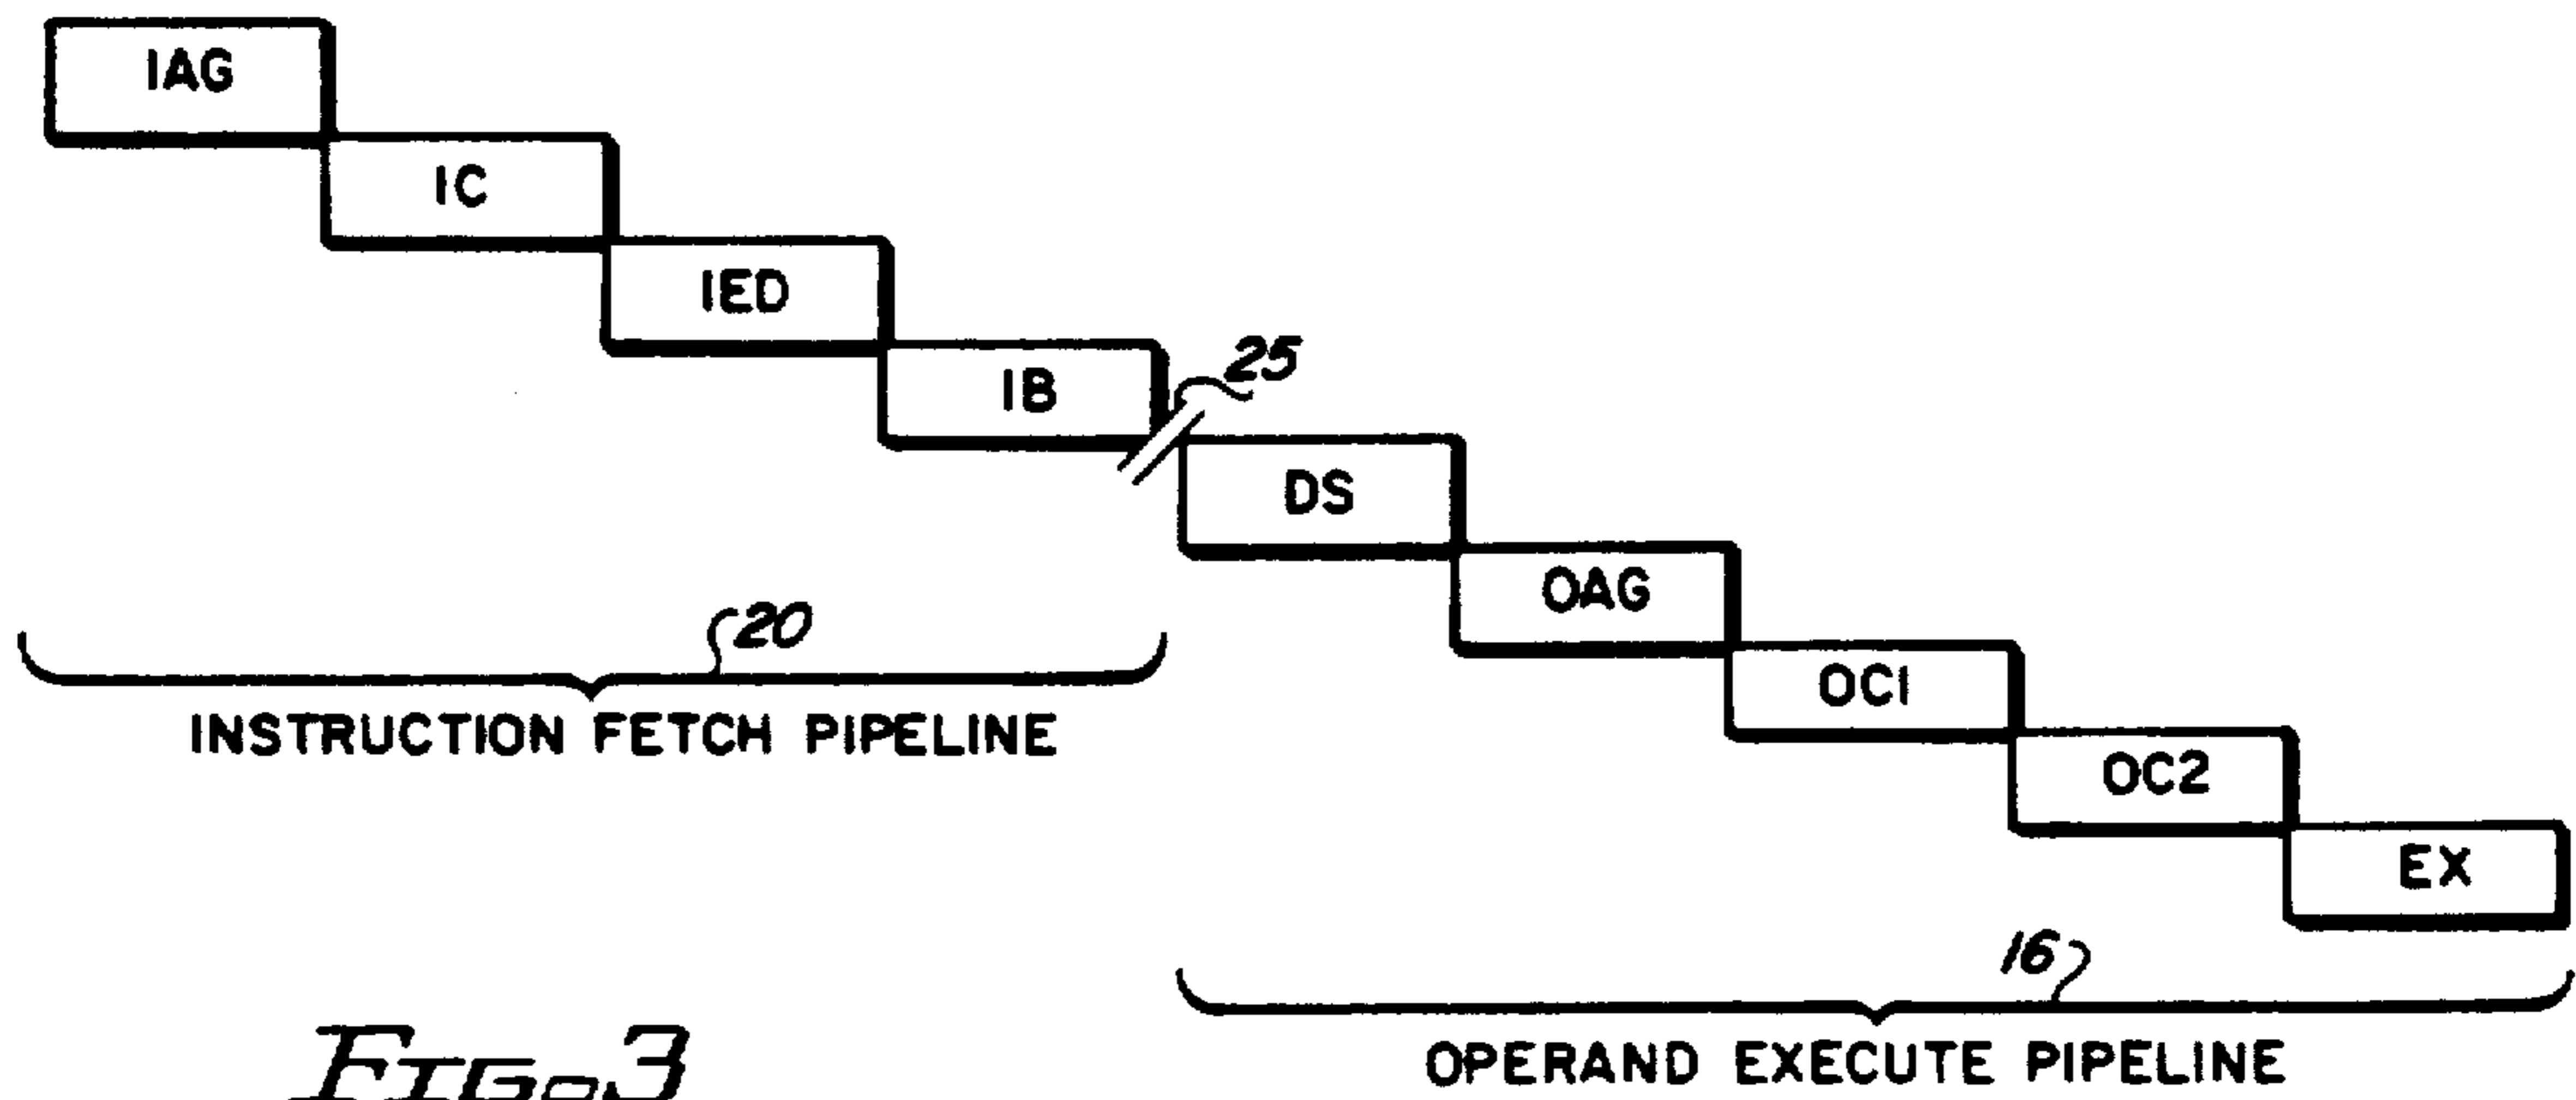 IAG
IC
IED
IB
25
DS
OAG
20
OC1
INSTRUCTION FETCH PIPELINE
OC2
EX
16
OPERAND EXECUTE PIPELINE
FIG.3